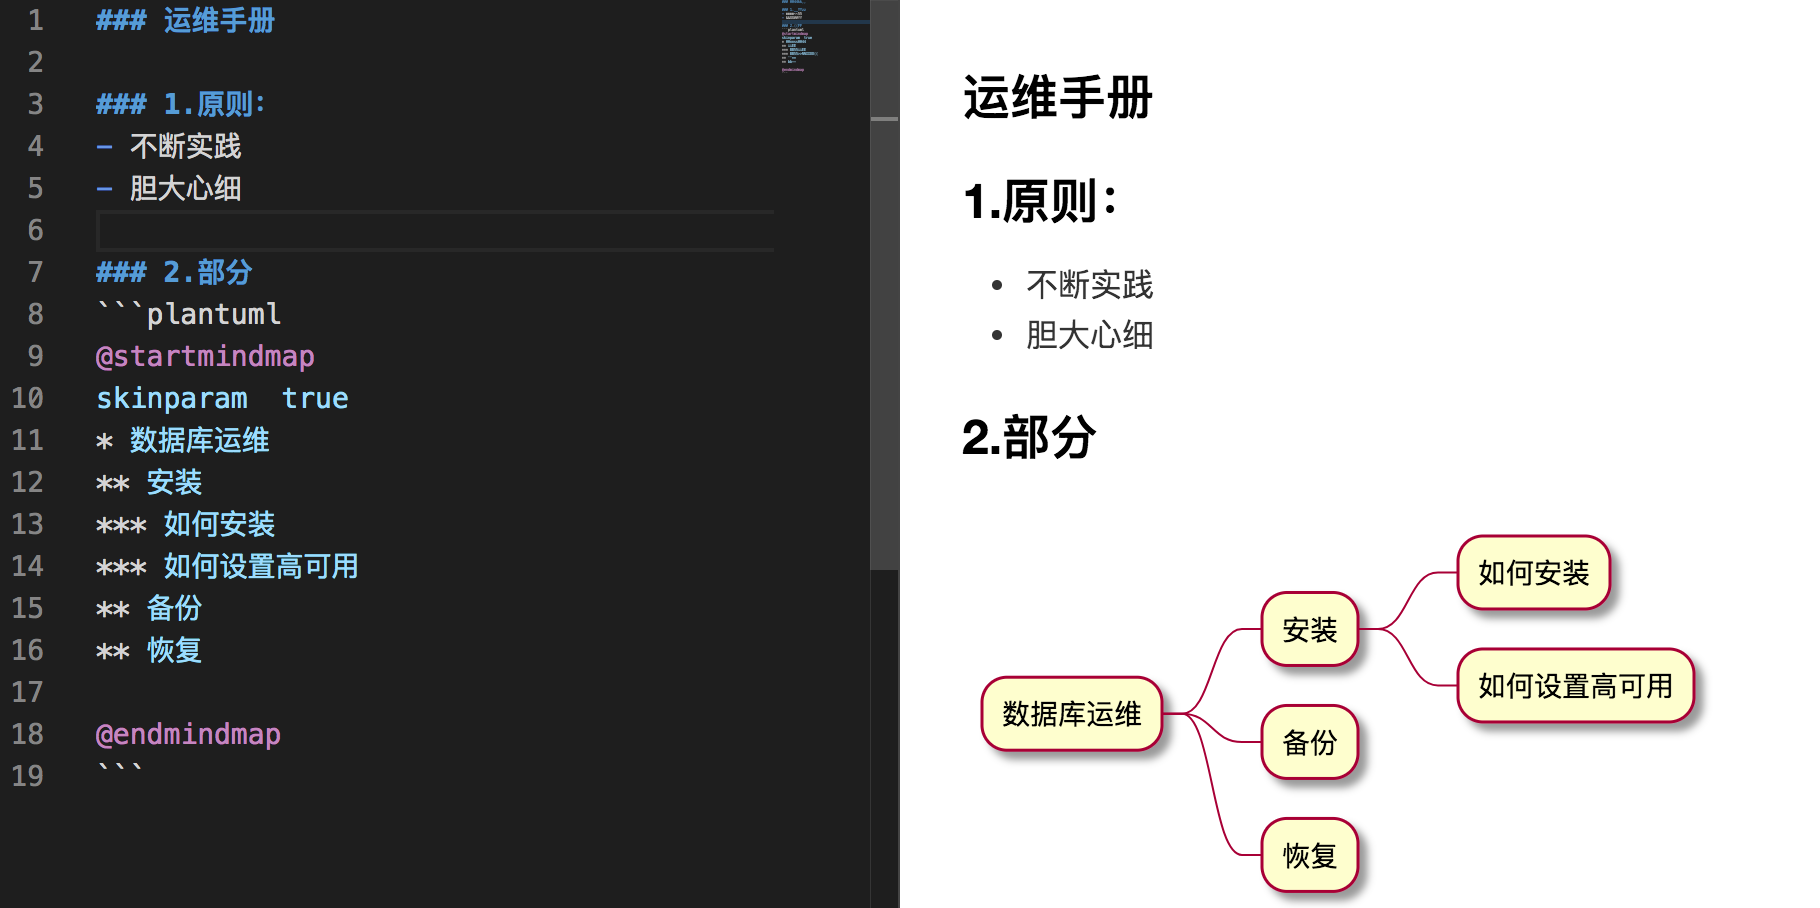 1 ### 运维手册
2
3 ### 1.原则：
4 - 不断实践
5 - 胆大心细
6
7 ### 2.部分
8 ```plantuml
9 @startmindmap
10 skinparam  true
11 * 数据库运维
12 ** 安装
13 *** 如何安装
14 *** 如何设置高可用
15 ** 备份
16 ** 恢复
17
18 @endmindmap
19 ```
运维手册
1.原则：
• 不断实践
• 胆大心细
2.部分
数据库运维
安装
如何安装
如何设置高可用
备份
恢复